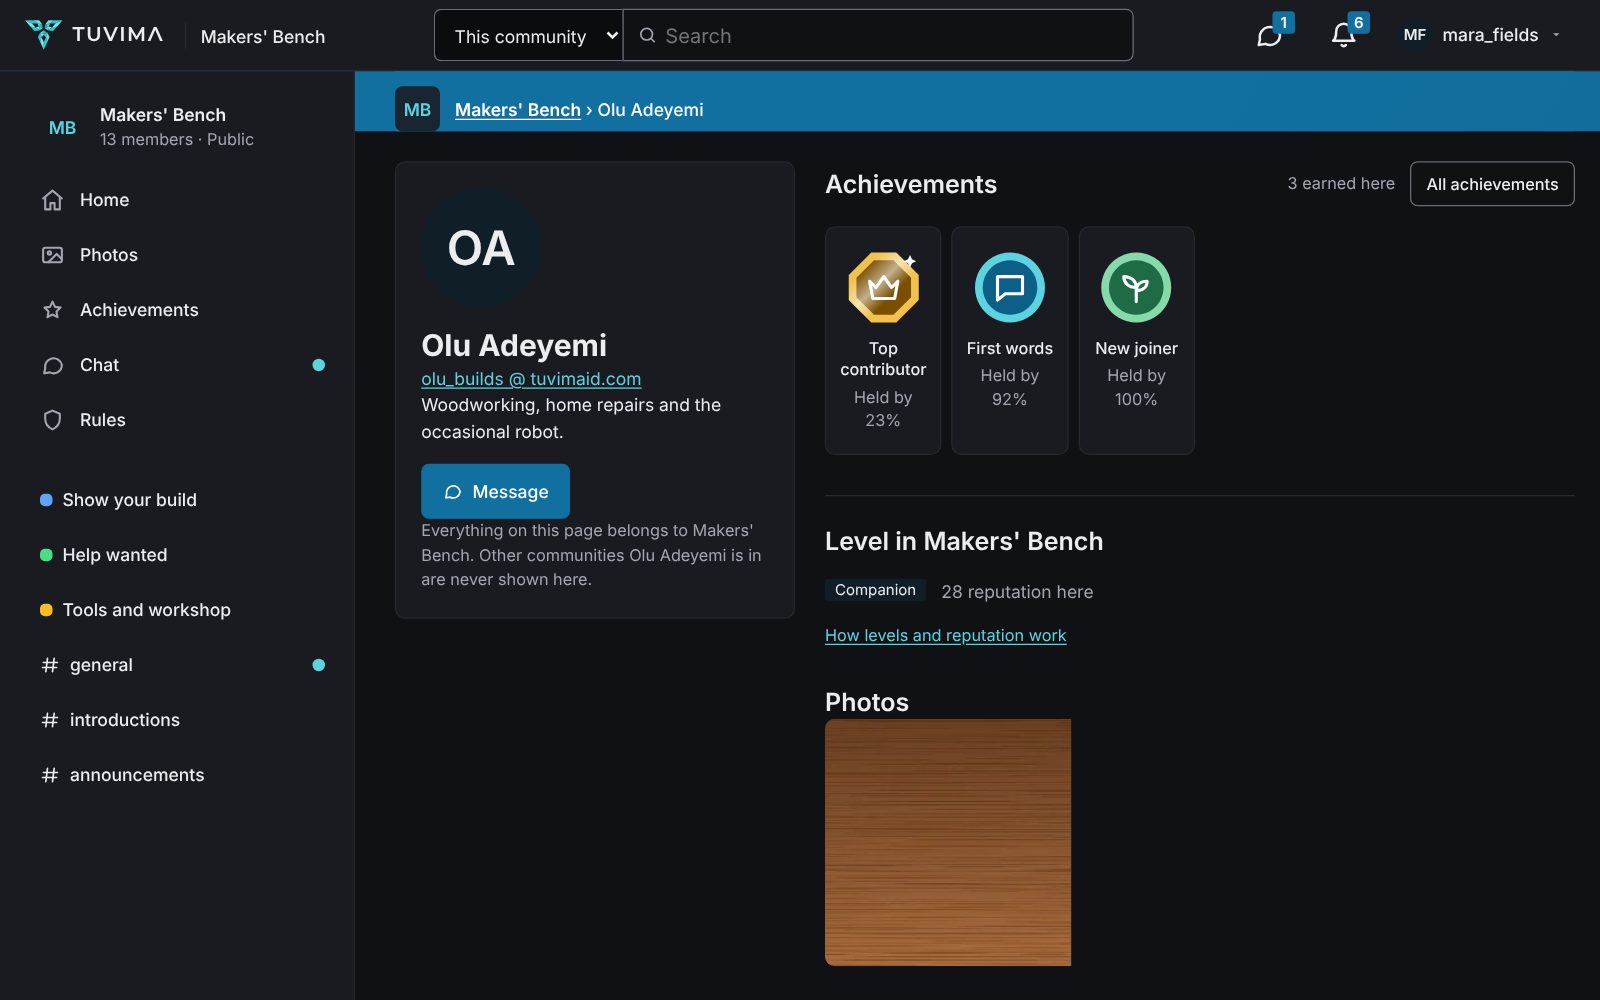 TUVIMA
Makers' Bench
This community
Search
1
6
MF
mara_fields
MB
Makers' Bench
13 members · Public
Home
Photos
Achievements
Chat
Rules
Show your build
Help wanted
Tools and workshop
# general
# introductions
# announcements
MB
Makers' Bench › Olu Adeyemi
OA
Olu Adeyemi
olu_builds @ tuvimaid.com
Woodworking, home repairs and the
occasional robot.
Message
Everything on this page belongs to Makers'
Bench. Other communities Olu Adeyemi is in
are never shown here.
Achievements
3 earned here
All achievements
Top
contributor
Held by
23%
First words
Held by
92%
New joiner
Held by
100%
Level in Makers' Bench
Companion
28 reputation here
How levels and reputation work
Photos